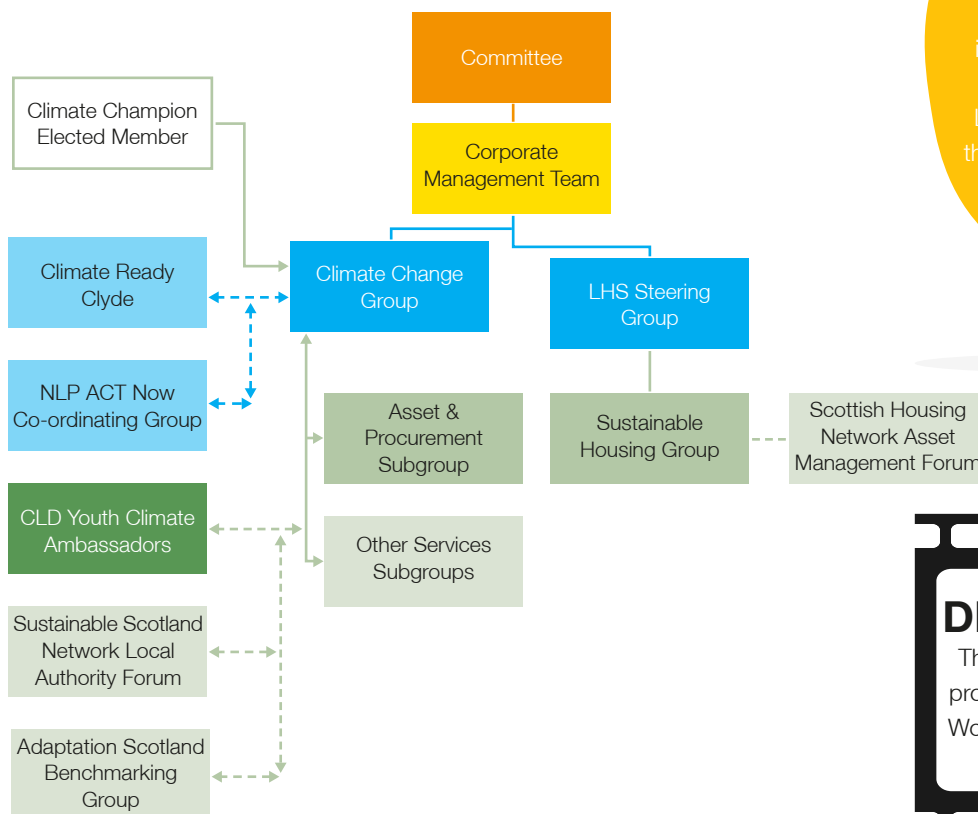 Committee
Climate Champion
Elected Member
Corporate
Management Team
Climate Ready
Clyde
Climate Change
Group
LHS Steering
Group
NLP ACT Now
Co-ordinating Group
Asset &
Procurement
Subgroup
Sustainable
Housing Group
Scottish Housing
Network Asset
Management Forum
CLD Youth Climate
Ambassadors
Other Services
Subgroups
Sustainable Scotland
Network Local
Authority Forum
Adaptation Scotland
Benchmarking
Group